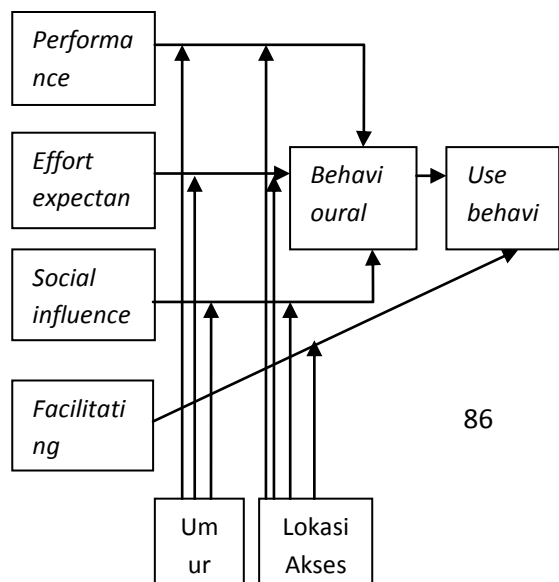 Performa
nce
Effort
expectan
Behavi
oural
Use
behavi
Social
influence
Facilitati
ng
86
Um
ur
Lokasi
Akses